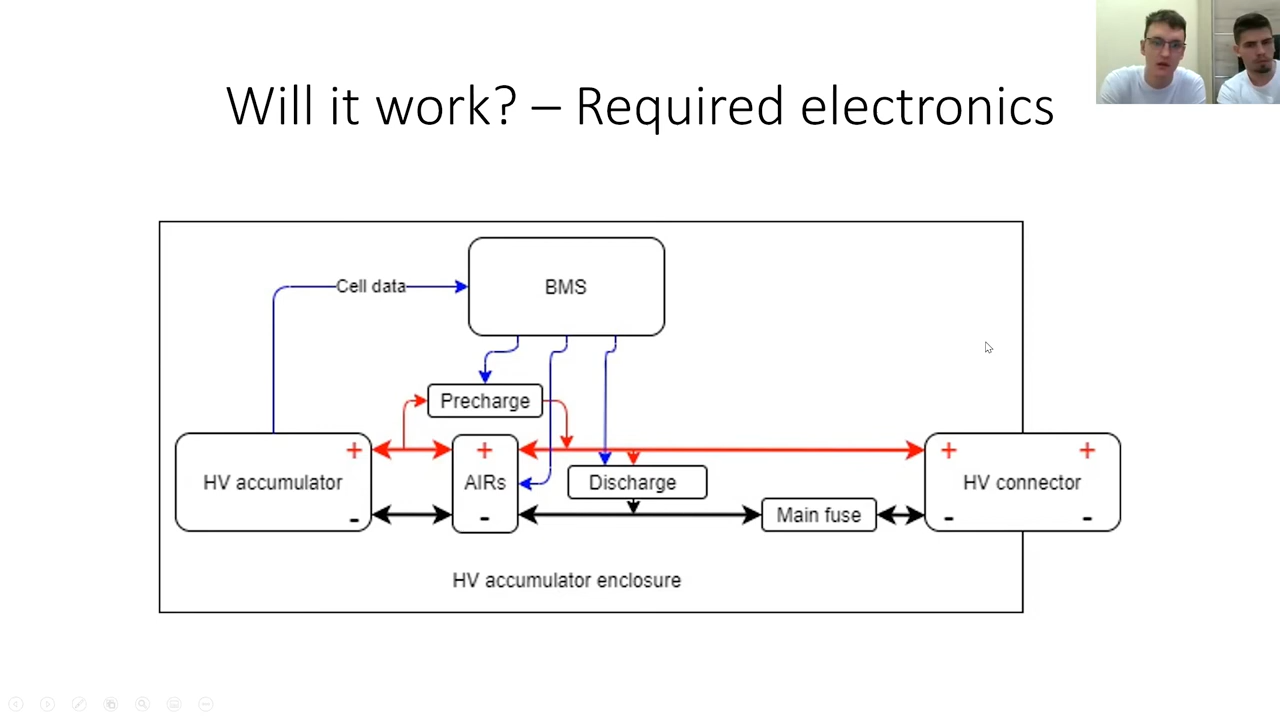 Will it work? – Required electronics
Cell data
BMS
Precharge
+ + + +
HV accumulator
AIRs
Discharge
HV connector
- - - -
Main fuse
HV accumulator enclosure